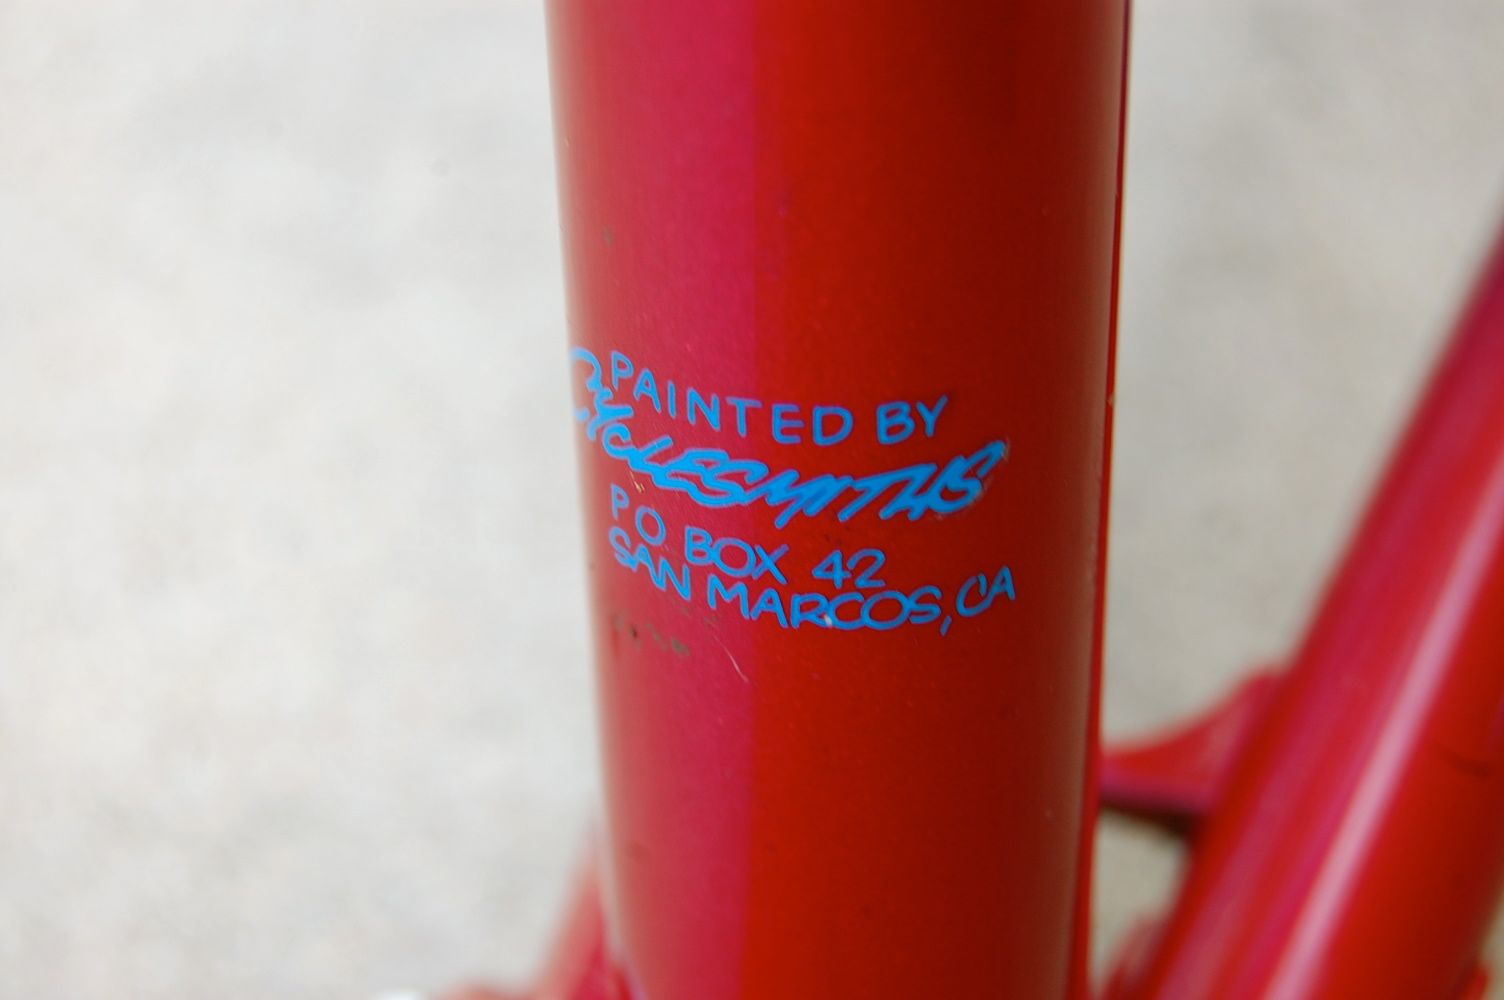 PAINTED BY
CYCLESMITHS
P O BOX 42
SAN MARCOS, CA